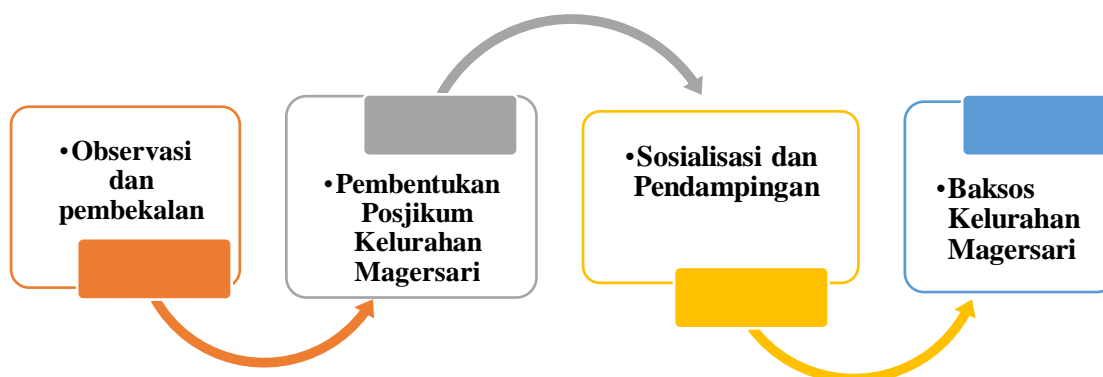 •Observasi
dan
pembekalan
•Pembentukan
Posjikum
Kelurahan
Magersari
•Sosialisasi dan
Pendampingan
•Baksos
Kelurahan
Magersari